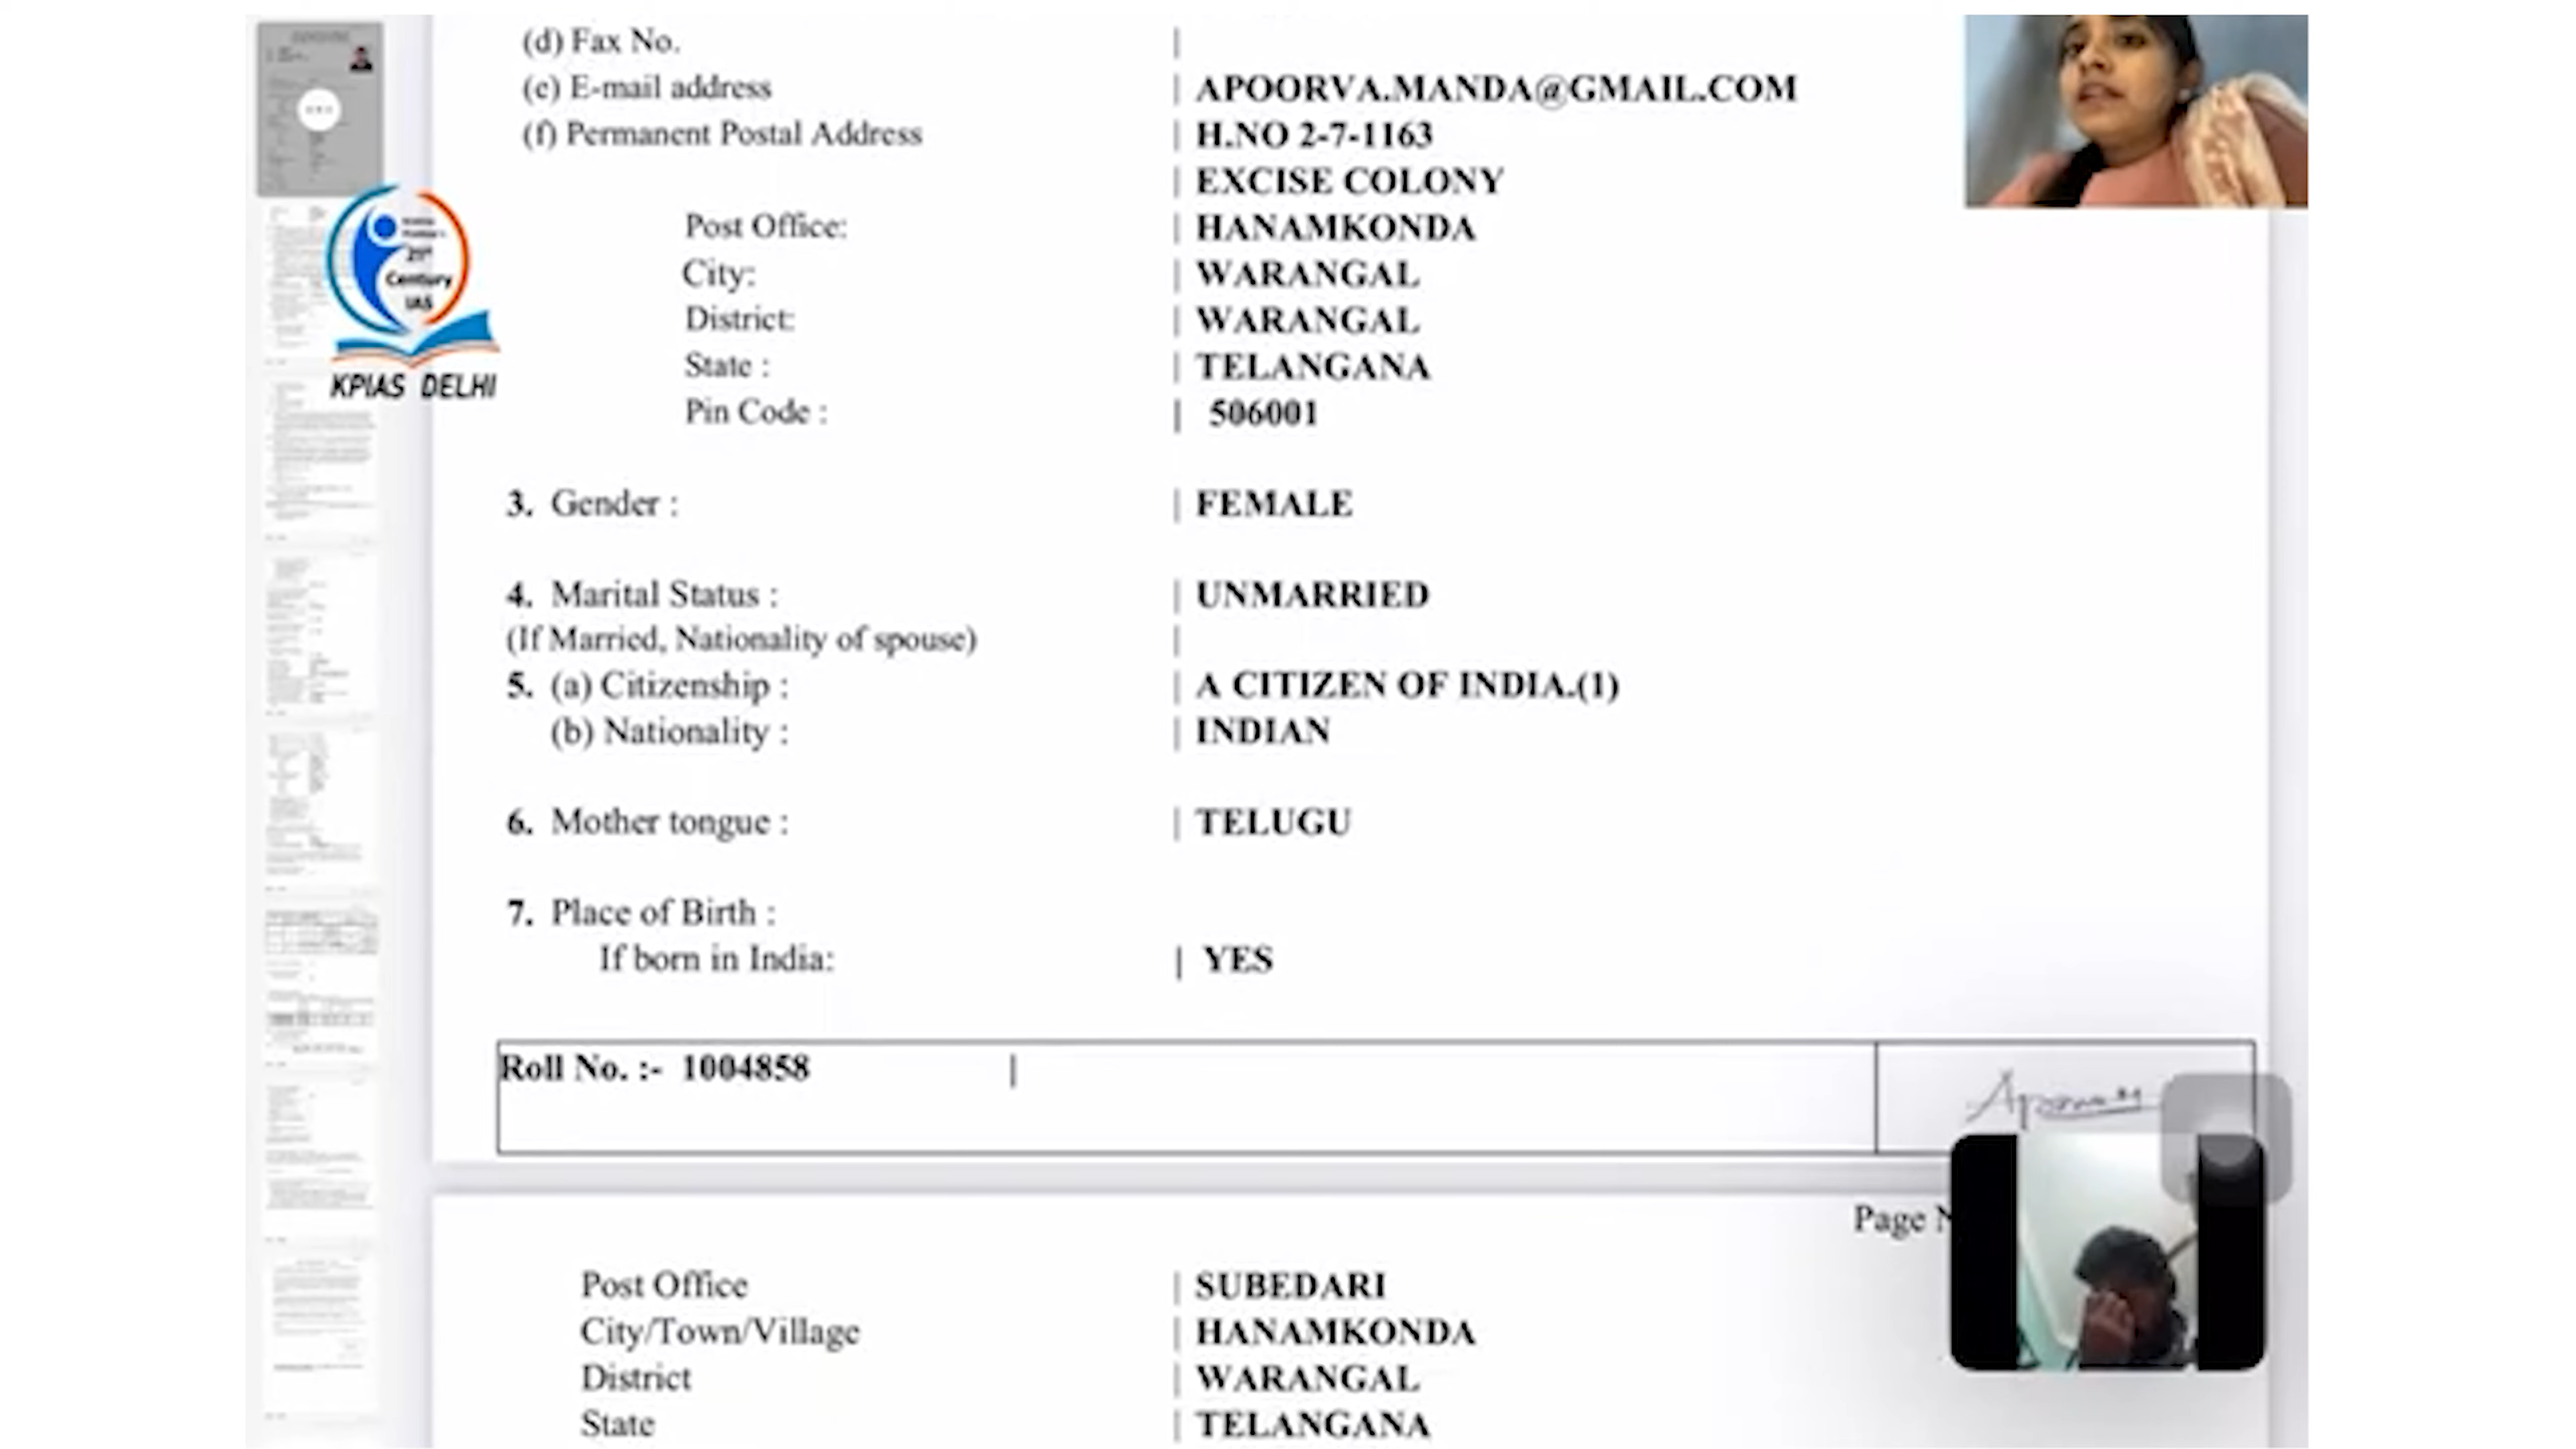 (d) Fax No. |
(e) E-mail address | APOORVA.MANDA@GMAIL.COM
(f) Permanent Postal Address | H.NO 2-7-1163
| EXCISE COLONY
Post Office: | HANAMKONDA
City: | WARANGAL
District: | WARANGAL
State : | TELANGANA
Pin Code : | 506001
21st
Century
IAS
KPIAS DELHI
3. Gender : | FEMALE
4. Marital Status : | UNMARRIED
(If Married, Nationality of spouse) |
5. (a) Citizenship : | A CITIZEN OF INDIA.(1)
(b) Nationality : | INDIAN
6. Mother tongue : | TELUGU
7. Place of Birth :
If born in India: | YES
Roll No. :- 1004858 |
Page
Post Office | SUBEDARI
City/Town/Village | HANAMKONDA
District | WARANGAL
State | TELANGANA